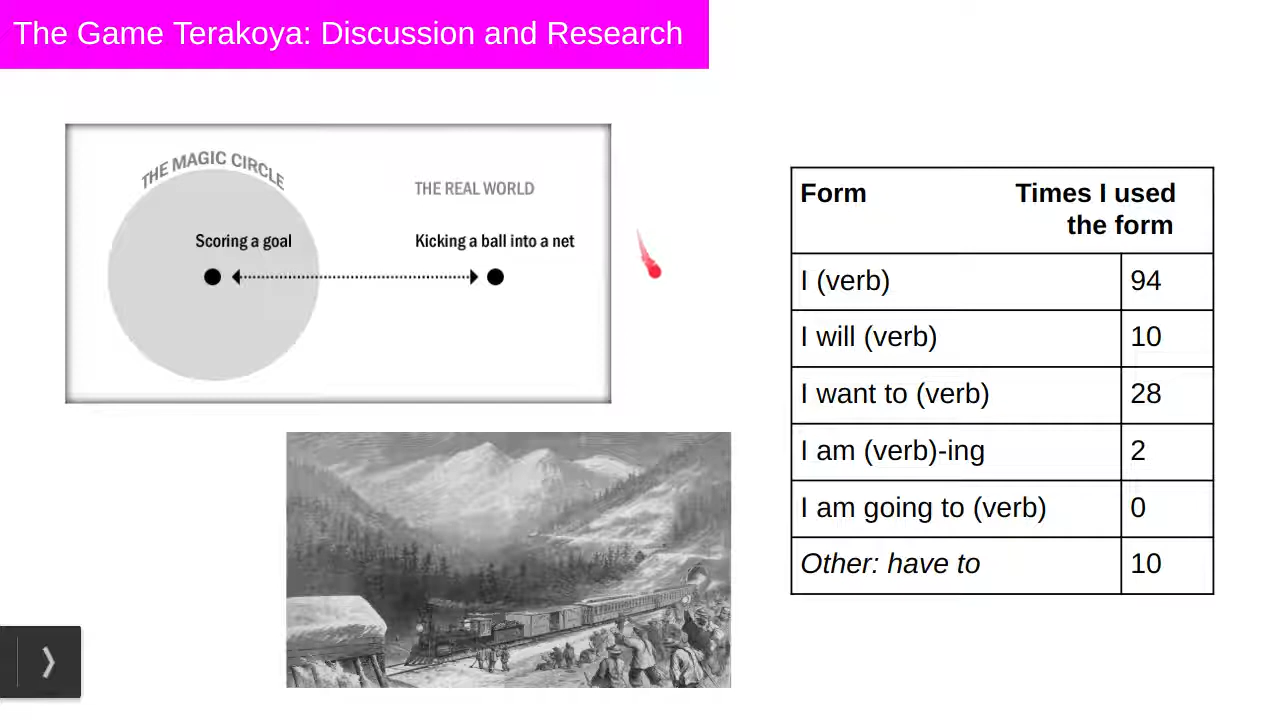 The Game Terakoya: Discussion and Research
THE MAGIC CIRCLE
THE REAL WORLD
Scoring a goal
Kicking a ball into a net
Form Times I used
the form
I (verb) 94
I will (verb) 10
I want to (verb) 28
I am (verb)-ing 2
I am going to (verb) 0
Other: have to 10